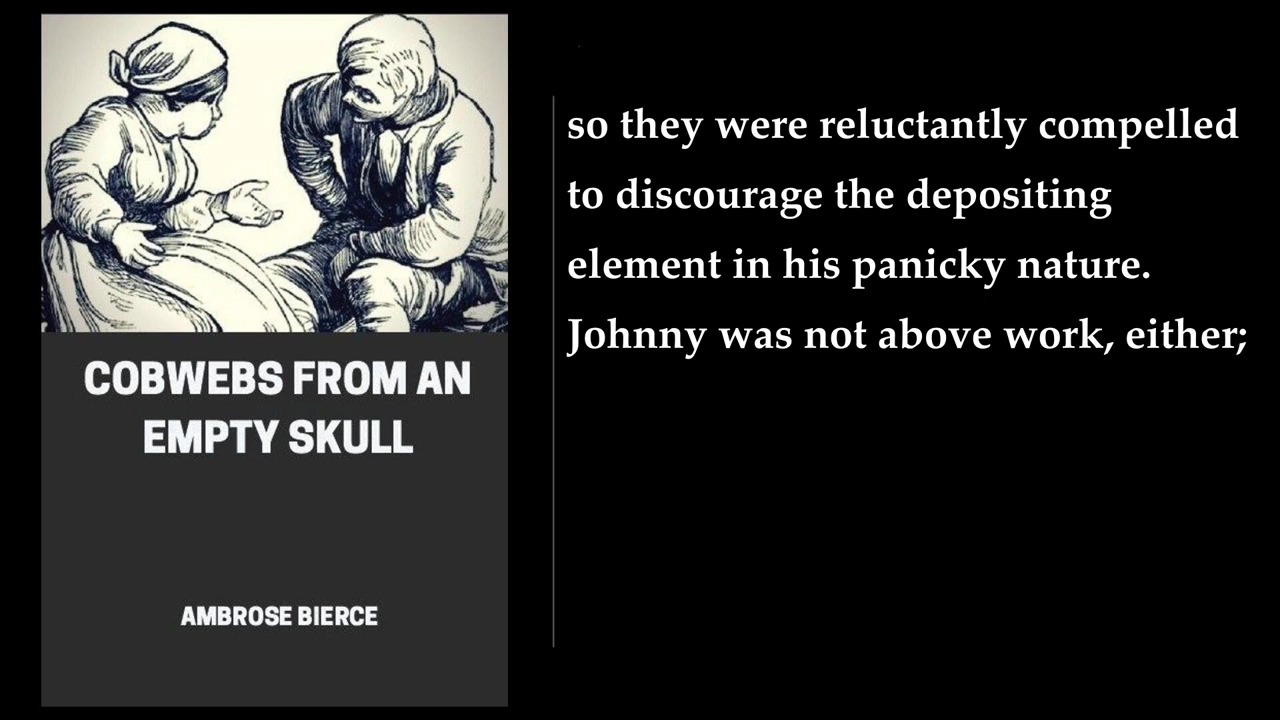 COBWEBS FROM AN
EMPTY SKULL
AMBROSE BIERCE
so they were reluctantly compelled
to discourage the depositing
element in his panicky nature.
Johnny was not above work, either;